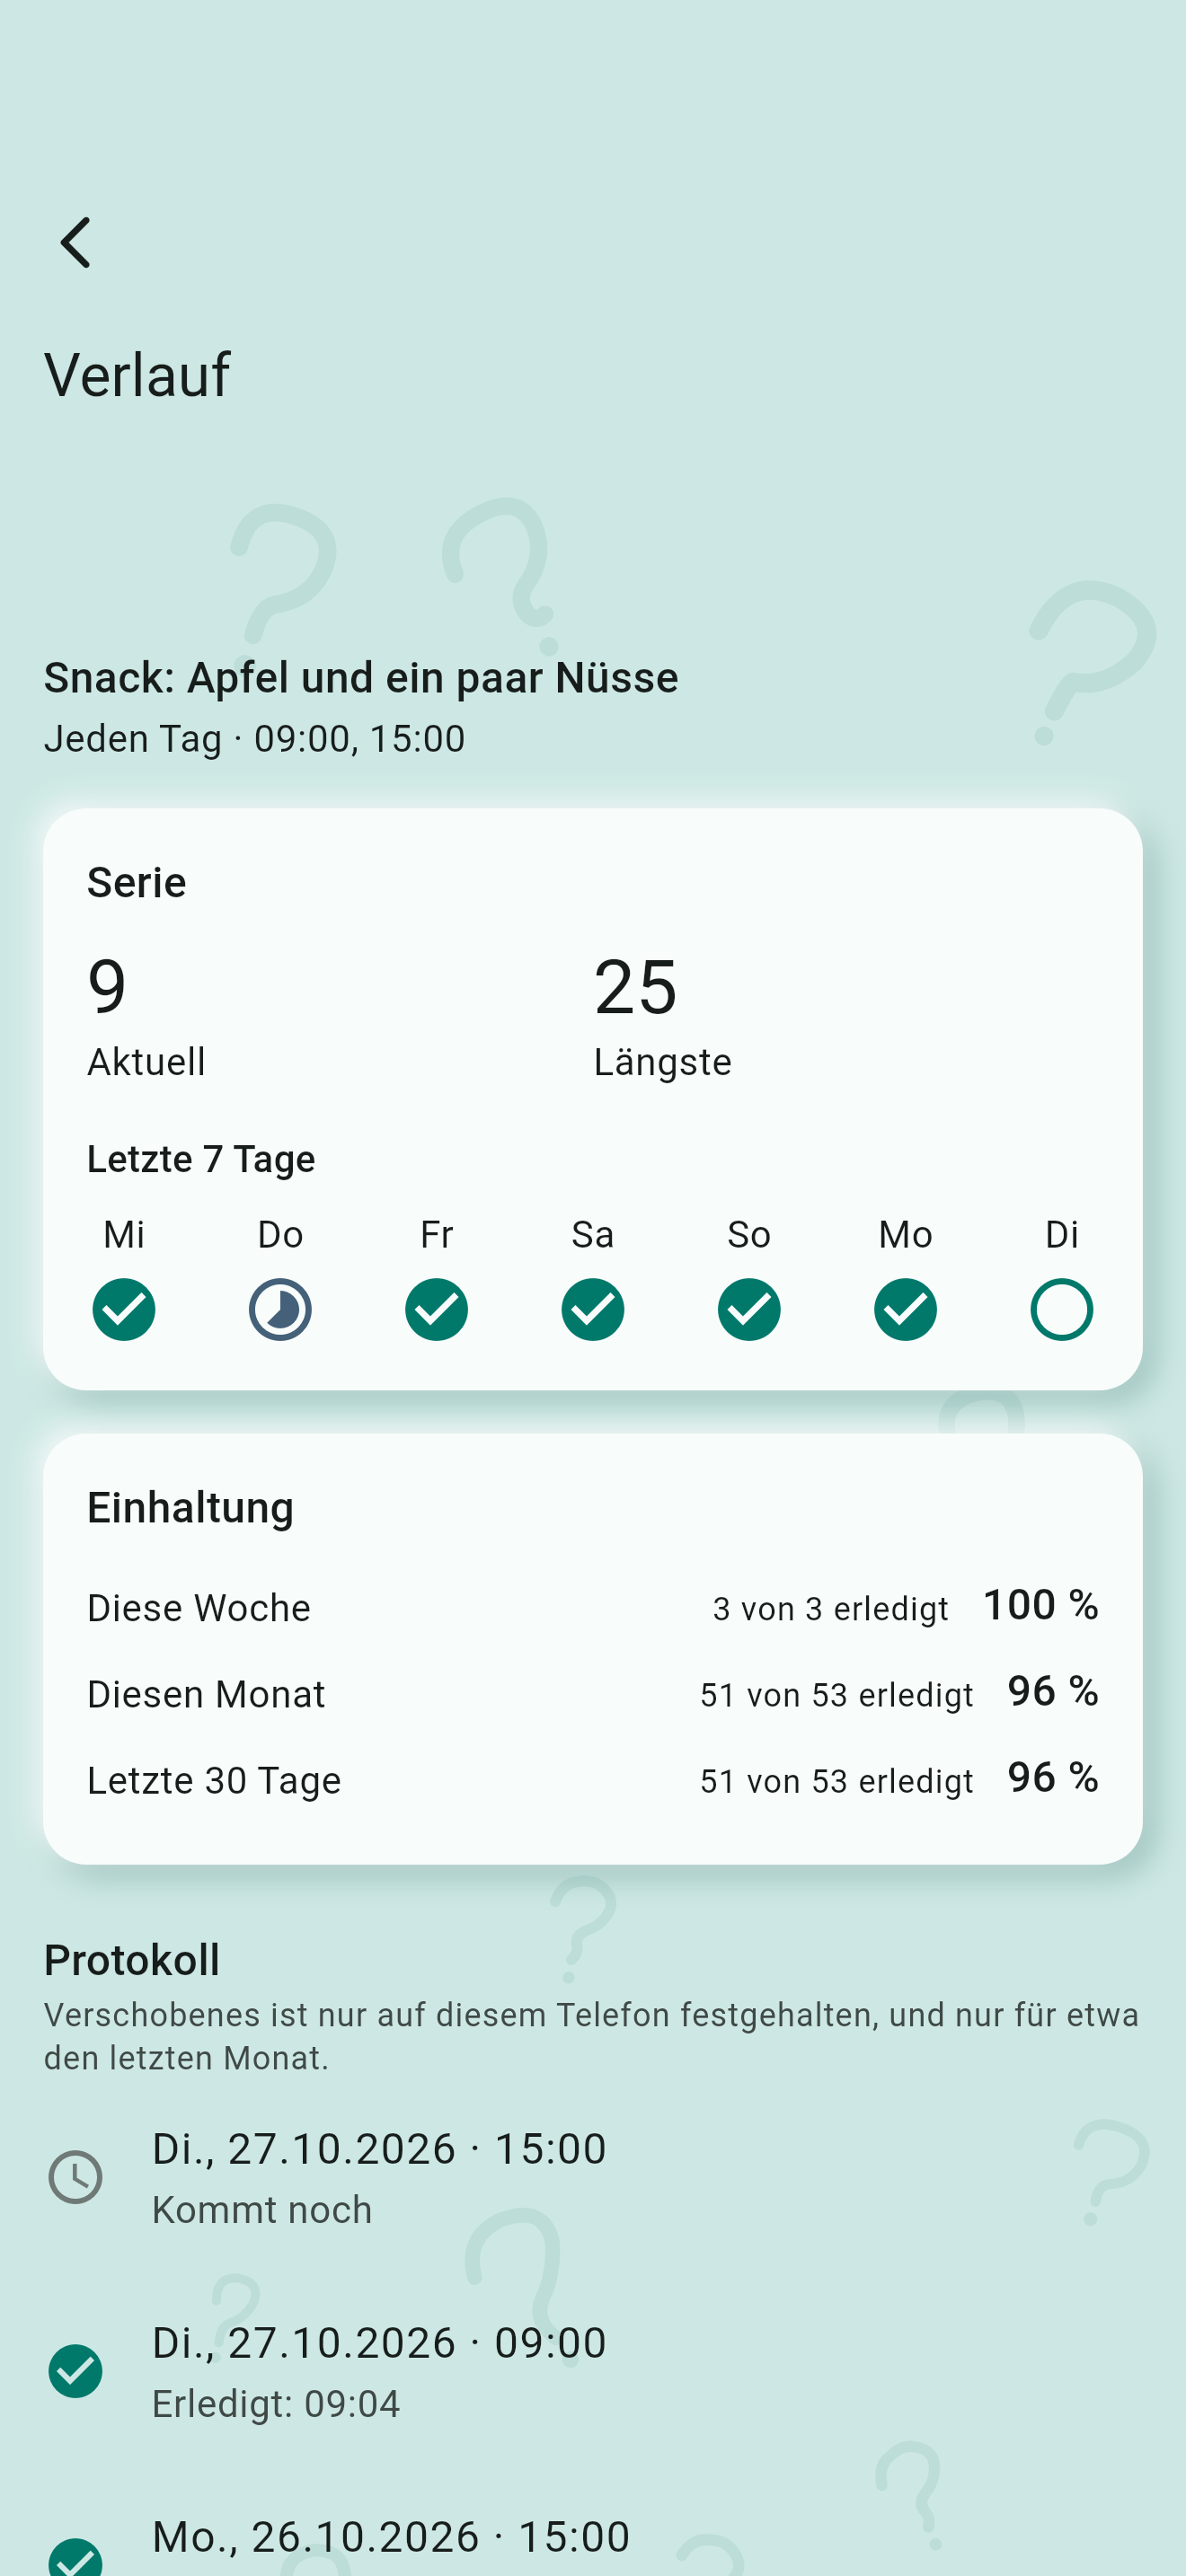 Verlauf
Snack: Apfel und ein paar Nüsse
Jeden Tag · 09:00, 15:00
Serie
9
25
Aktuell
Längste
Letzte 7 Tage
Mi Do Fr Sa So Mo Di
Einhaltung
Diese Woche 3 von 3 erledigt 100 %
Diesen Monat 51 von 53 erledigt 96 %
Letzte 30 Tage 51 von 53 erledigt 96 %
Protokoll
Verschobenes ist nur auf diesem Telefon festgehalten, und nur für etwa
den letzten Monat.
Di., 27.10.2026 · 15:00
Kommt noch
Di., 27.10.2026 · 09:00
Erledigt: 09:04
Mo., 26.10.2026 · 15:00